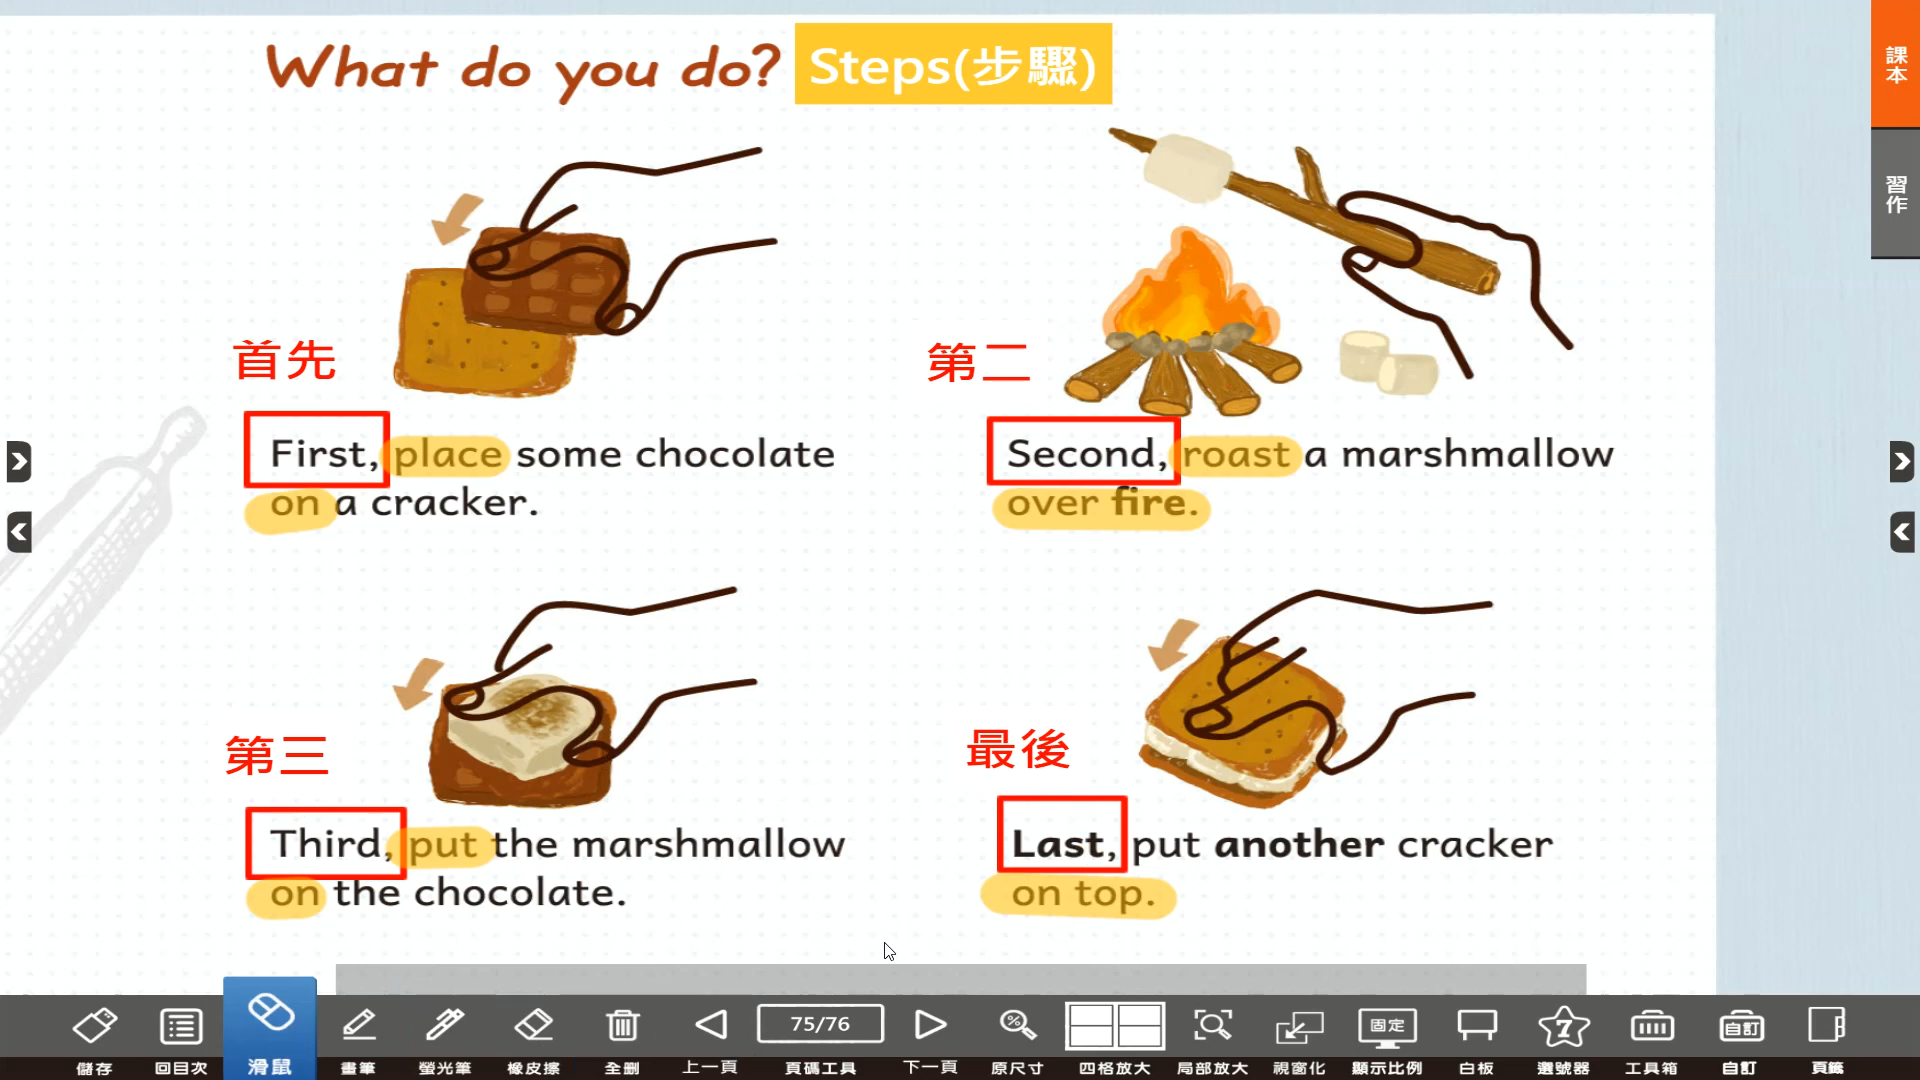 What do you do? Steps(步驟)
課本
習作
首先
First, place some chocolate
on a cracker.
第二
Second, roast a marshmallow
over fire.
第三
Third, put the marshmallow
on the chocolate.
最後
Last, put another cracker
on top.
75/76
%
固定
7
自訂
儲存 回目次 滑鼠 畫筆 螢光筆 橡皮擦 全刪 上一頁 頁碼工具 下一頁 原尺寸 四格放大 局部放大 視窗化 顯示比例 白板 選號器 工具箱 自訂 頁籤